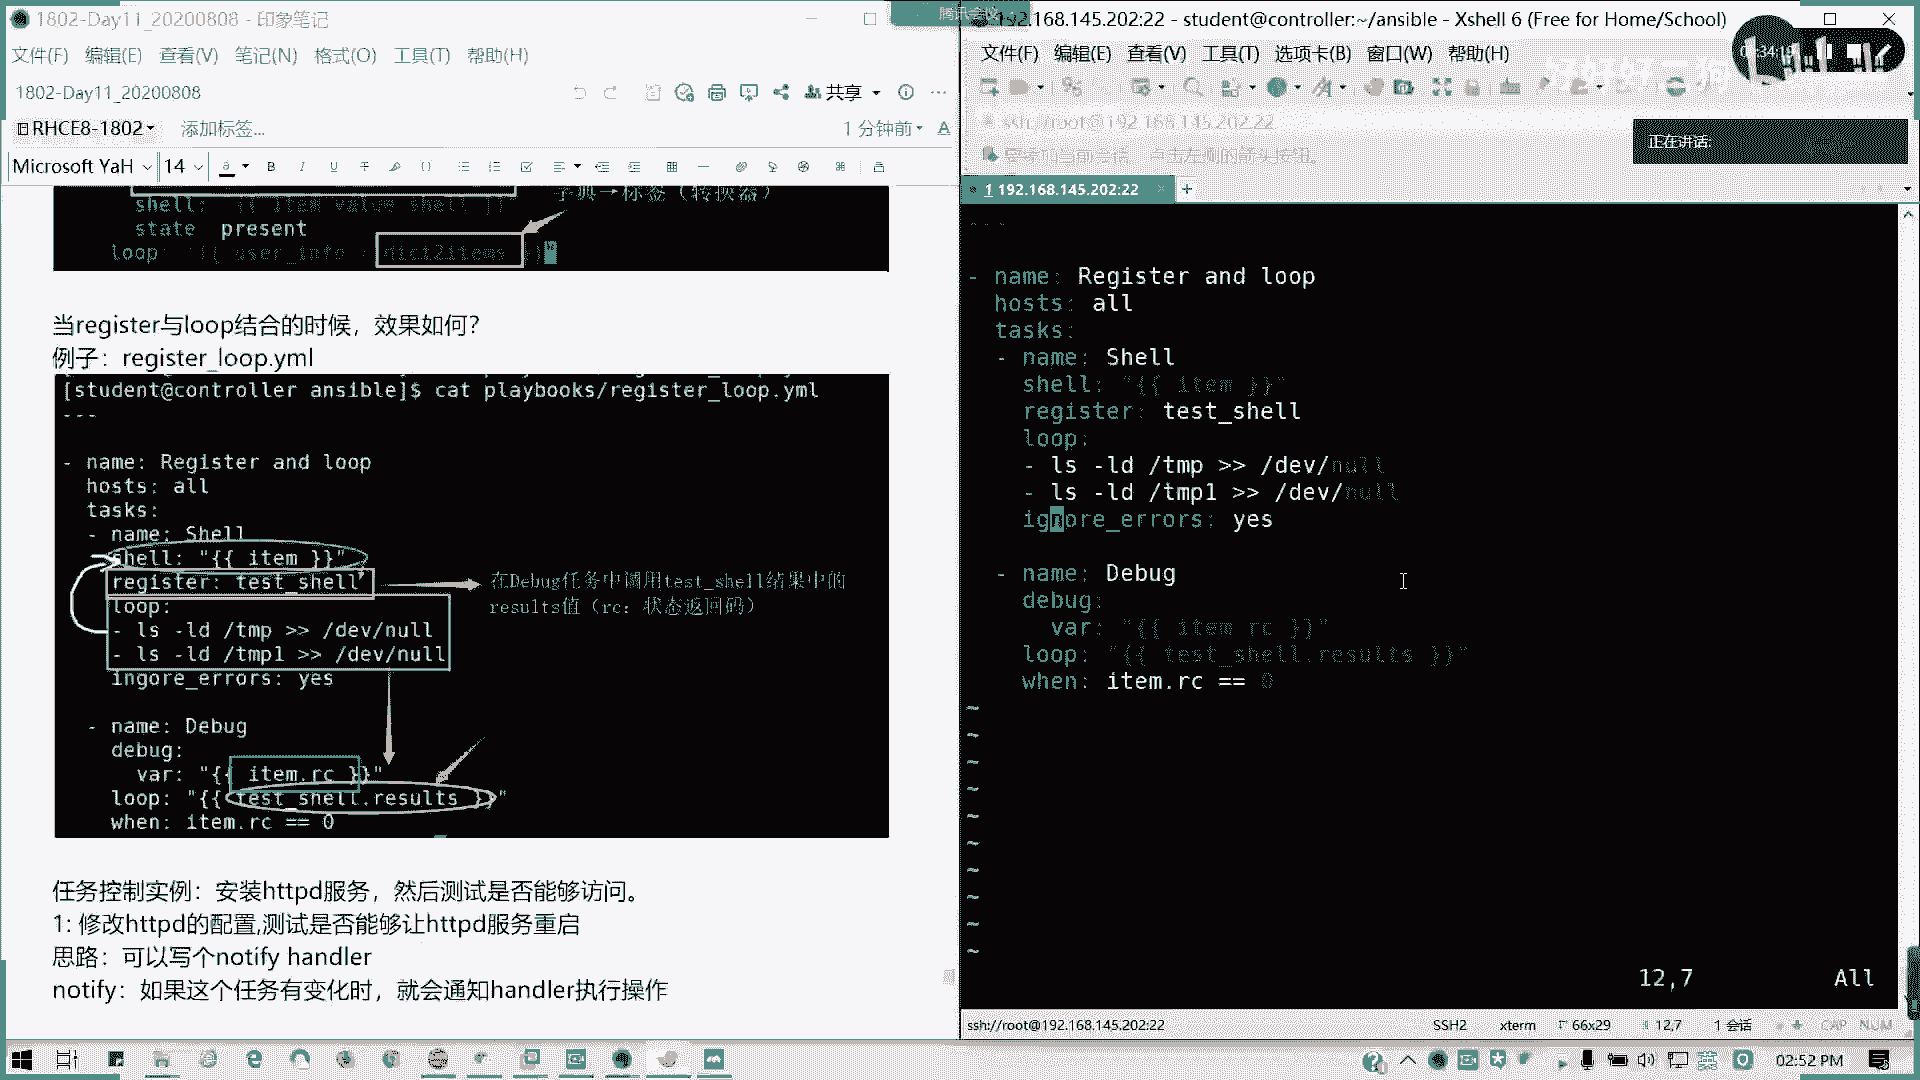 1802-Day11_20200808 - 印象笔记
文件(F) 编辑(E) 查看(V) 笔记(N) 格式(O) 工具(T) 帮助(H)
1802-Day11_20200808
共享
RHCE8-1802 添加标签...
1 分钟前
Microsoft YaH 14
字典→标签（转换器）
shell: "{{ item value shell }}"
state present
loop "{{ user_info | dict2items }}"
当register与loop结合的时候，效果如何？
例子：register_loop.yml
[student@controller ansible]$ cat playbooks/register_loop.yml
---
- name: Register and loop
hosts: all
tasks:
- name: Shell
shell: "{{ item }}"
register: test_shell
loop:
- ls -ld /tmp >> /dev/null
- ls -ld /tmp1 >> /dev/null
ingore_errors: yes
在Debug任务中调用test_shell结果中的
results值（rc：状态返回码）
- name: Debug
debug:
var: "{{ item.rc }}"
loop: "{{ test_shell.results }}"
when: item.rc == 0
任务控制实例：安装httpd服务，然后测试是否能够访问。
1: 修改httpd的配置,测试是否能够让httpd服务重启
思路：可以写个notify handler
notify：如果这个任务有变化时，就会通知handler执行操作
腾讯会议
192.168.145.202:22 - student@controller:~/ansible - Xshell 6 (Free for Home/School)
文件(F) 编辑(E) 查看(V) 工具(T) 选项卡(B) 窗口(W) 帮助(H)
ssh://root@192.168.145.202:22
要添加当前会话，点击左侧的箭头按钮。
正在讲话:
1 192.168.145.202:22
---
- name: Register and loop
hosts: all
tasks:
- name: Shell
shell: "{{ item }}"
register: test_shell
loop:
- ls -ld /tmp >> /dev/null
- ls -ld /tmp1 >> /dev/null
ignore_errors: yes
- name: Debug
debug:
var: "{{ item rc }}"
loop: "{{ test_shell.results }}"
when: item.rc == 0
~
~
~
~
~
~
~
~
~
~
12,7 All
ssh://root@192.168.145.202:22 SSH2 xterm 66x29 12,7 1 会话 CAP NUM
02:52 PM